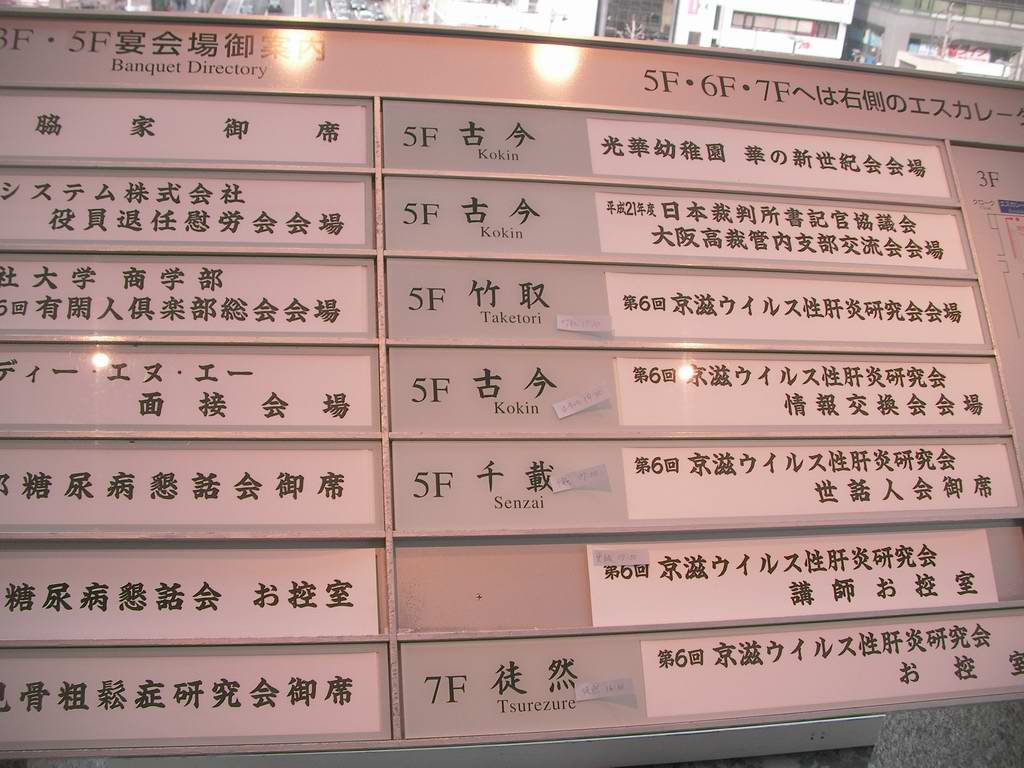 3F・5F宴会場御案内
Banquet Directory
5F・6F・7Fへは右側のエスカレータ
脇家御席
システム株式会社
役員退任慰労会会場
社大学 商学部
6回有閑人倶楽部総会会場
ディー・エヌ・エー
面接会場
糖尿病懇話会御席
糖尿病懇話会 お控室
骨粗鬆症研究会御席
5F 古今
Kokin
光華幼稚園 華の新世紀会会場
5F 古今
Kokin
平成21年度 日本裁判所書記官協議会
大阪高裁管内支部交流会会場
5F 竹取
Taketori
第6回 京滋ウイルス性肝炎研究会会場
5F 古今
Kokin
第6回 京滋ウイルス性肝炎研究会
情報交換会会場
5F 千載
Senzai
第6回 京滋ウイルス性肝炎研究会
世話人会御席
第6回 京滋ウイルス性肝炎研究会
講師お控室
7F 徒然
Tsurezure
第6回 京滋ウイルス性肝炎研究会
お控室
3F
クローク